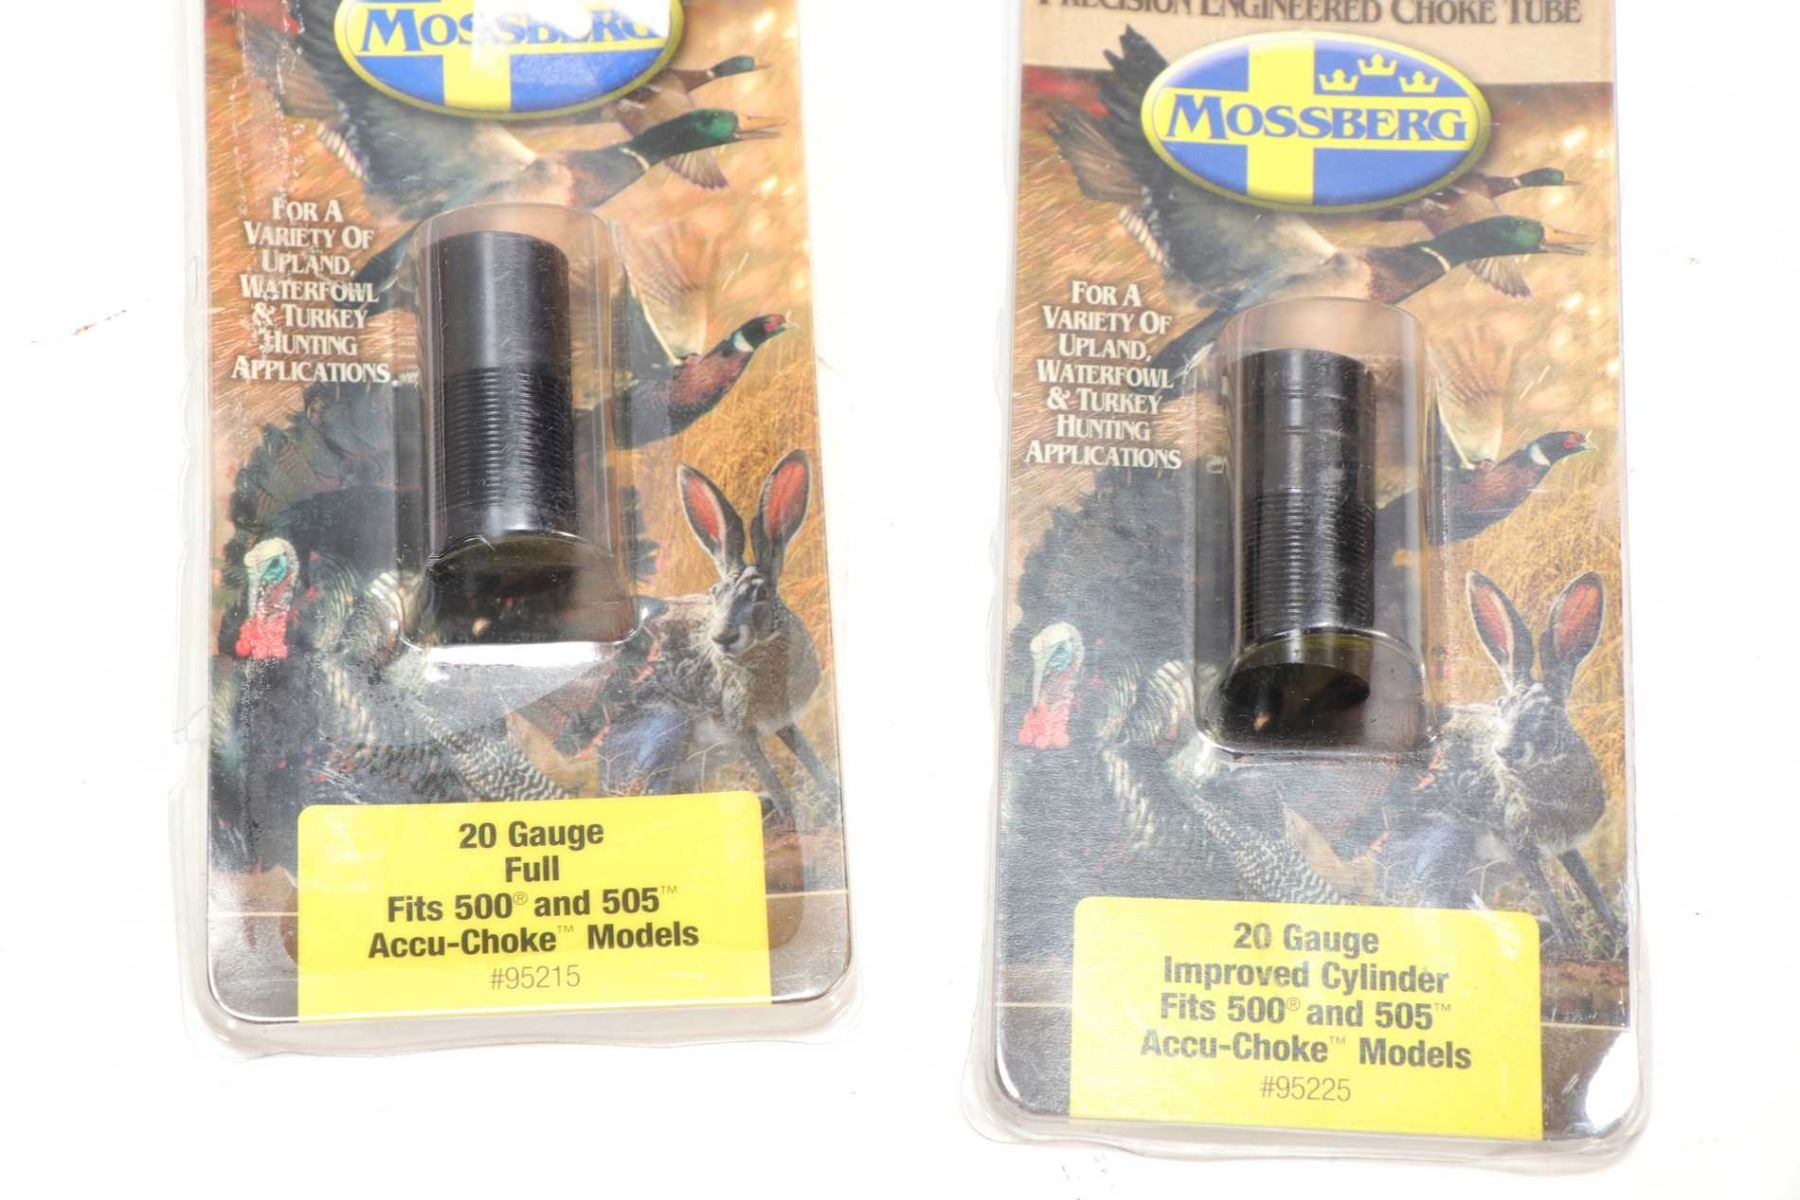 MOSSBERG
FOR A
VARIETY OF
UPLAND,
WATERFOWL
& TURKEY
HUNTING
APPLICATIONS.
20 Gauge
Full
Fits 500® and 505™
Accu-Choke™ Models
#95215
PRECISION ENGINEERED CHOKE TUBE
MOSSBERG
FOR A
VARIETY OF
UPLAND,
WATERFOWL
& TURKEY
HUNTING
APPLICATIONS
20 Gauge
Improved Cylinder
Fits 500® and 505™
Accu-Choke™ Models
#95225